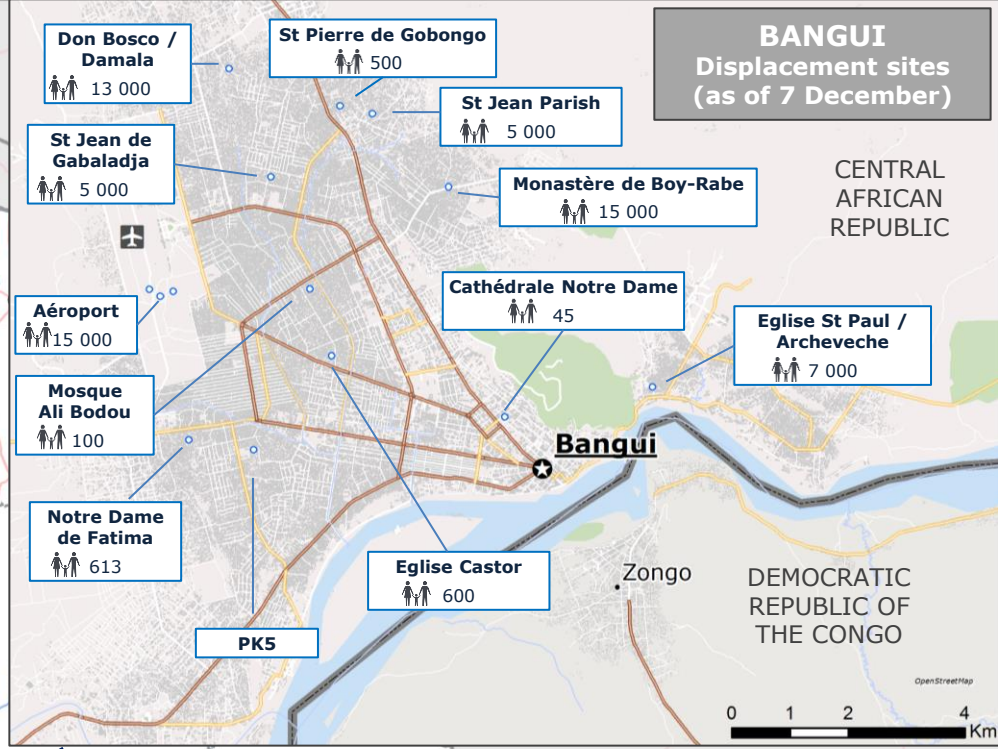 BANGUI
Displacement sites
(as of 7 December)
Don Bosco /
Damala
13 000
St Pierre de Gobongo
500
St Jean Parish
5 000
St Jean de
Gabaladja
5 000
Monastère de Boy-Rabe
15 000
CENTRAL
AFRICAN
REPUBLIC
Aéroport
15 000
Cathédrale Notre Dame
45
Eglise St Paul /
Archeveche
7 000
Mosque
Ali Bodou
100
Bangui
Notre Dame
de Fatima
613
Eglise Castor
600
Zongo
DEMOCRATIC
REPUBLIC OF
THE CONGO
PK5
OpenStreetMap
0 1 2 4
Km